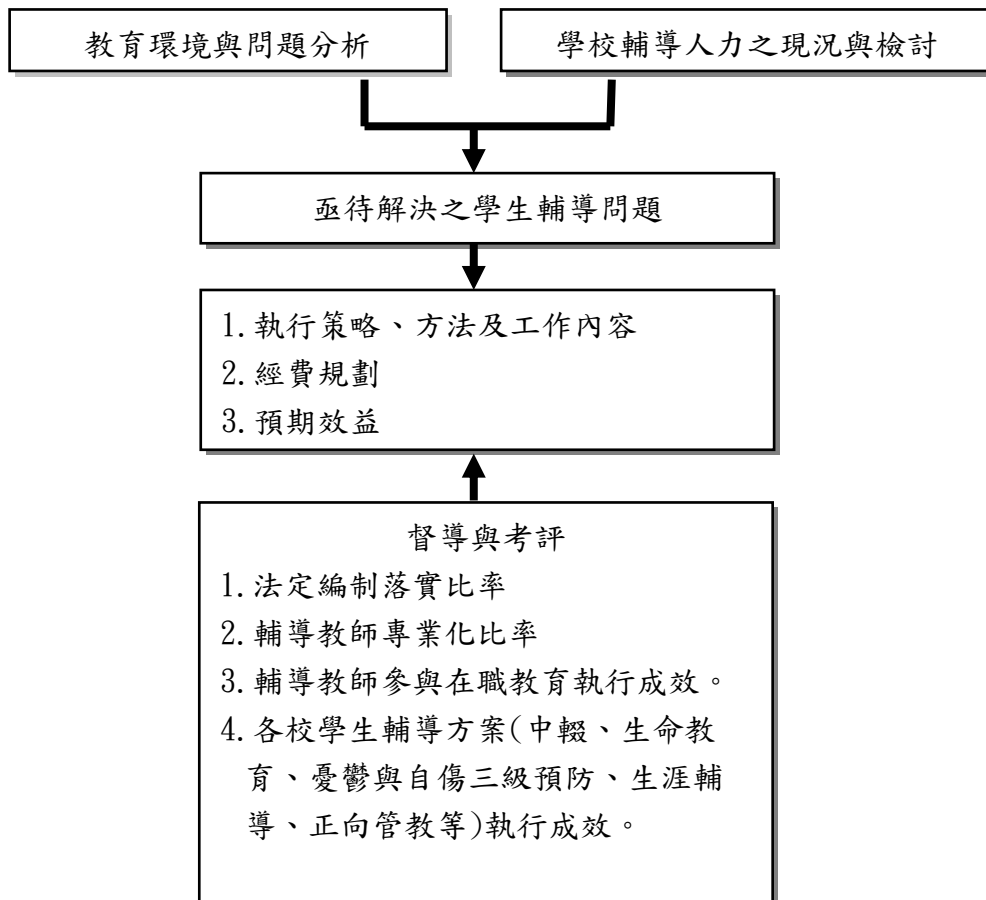 教育環境與問題分析
學校輔導人力之現況與檢討
亟待解決之學生輔導問題
1.執行策略、方法及工作內容
2.經費規劃
3.預期效益
督導與考評
1.法定編制落實比率
2.輔導教師專業化比率
3.輔導教師參與在職教育執行成效。
4.各校學生輔導方案(中輟、生命教
育、憂鬱與自傷三級預防、生涯輔
導、正向管教等)執行成效。